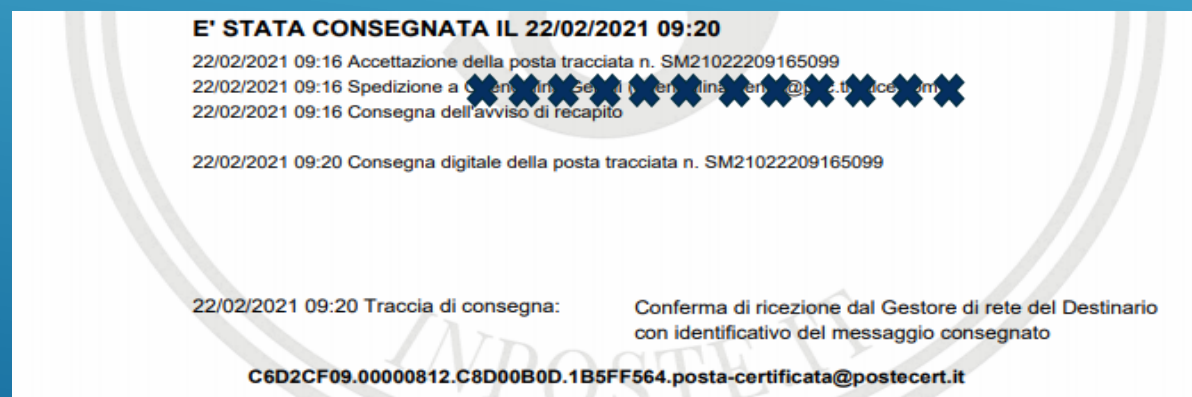 E' STATA CONSEGNATA IL 22/02/2021 09:20
22/02/2021 09:16 Accettazione della posta tracciata n. SM21022209165099
22/02/2021 09:16 Spedizione a
22/02/2021 09:16 Consegna dell'avviso di recapito
22/02/2021 09:20 Consegna digitale della posta tracciata n. SM21022209165099
22/02/2021 09:20 Traccia di consegna: Conferma di ricezione dal Gestore di rete del Destinario
con identificativo del messaggio consegnato
INPOSTE.IT
C6D2CF09.00000812.C8D00B0D.1B5FF564.posta-certificata@postecert.it